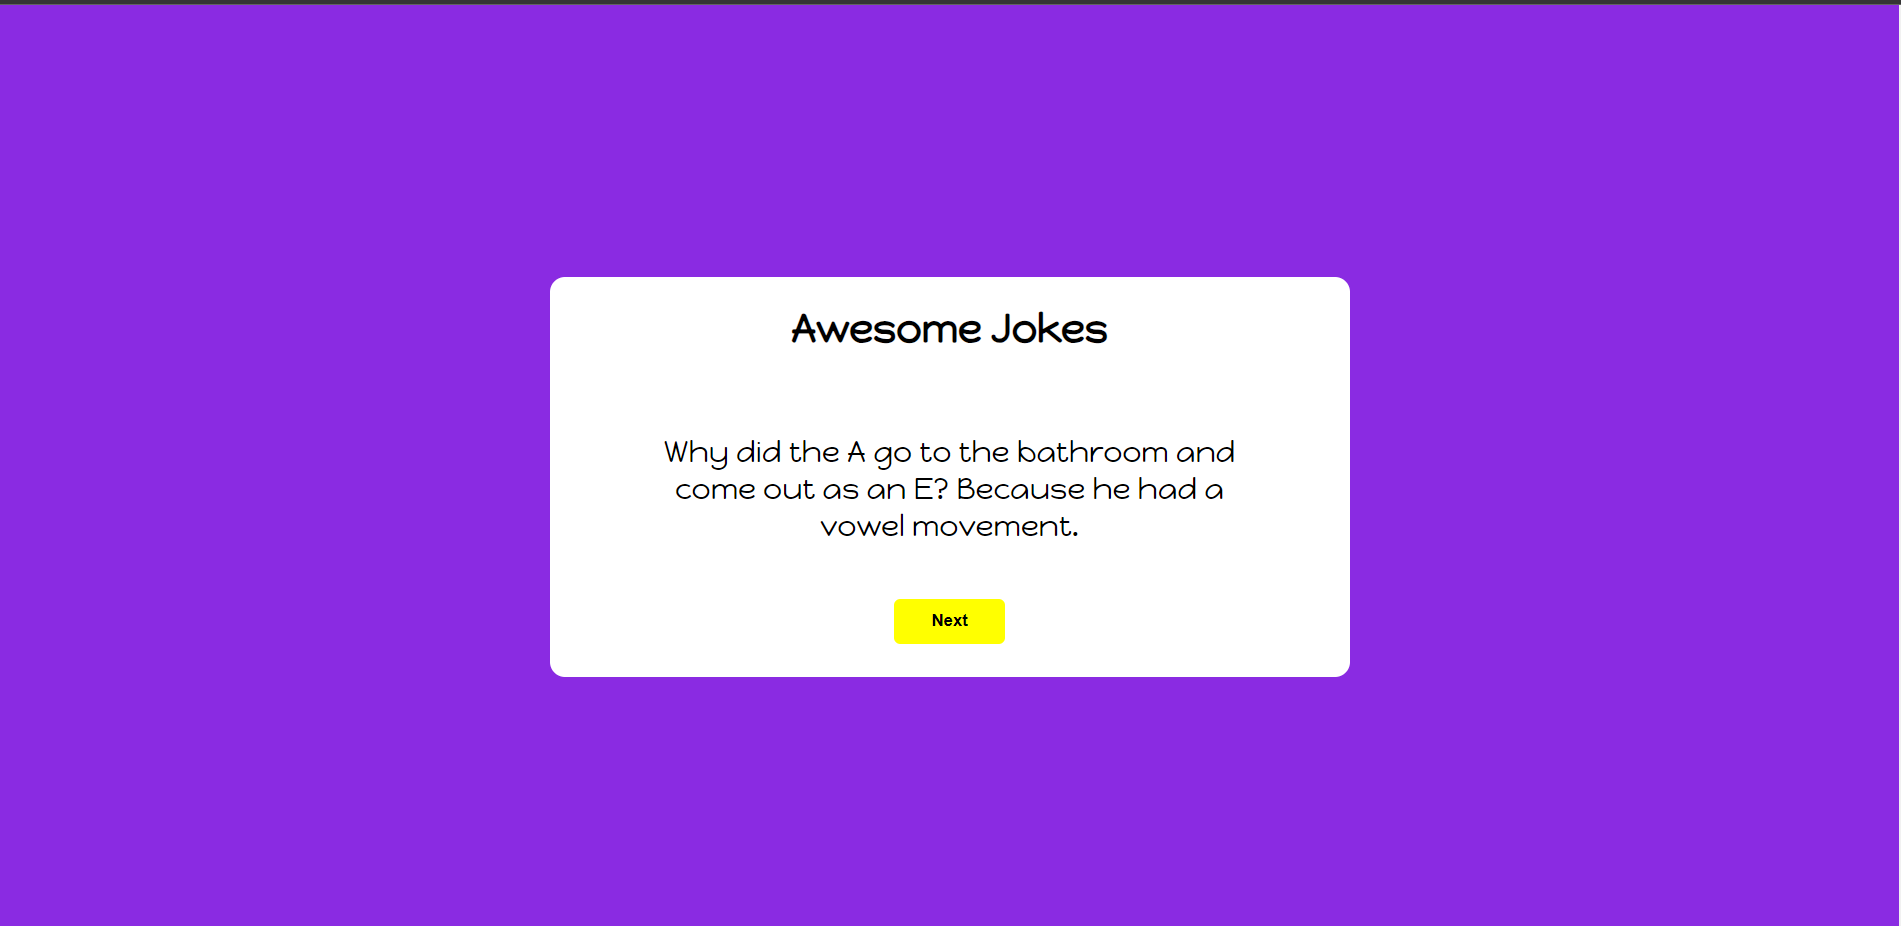 Awesome Jokes
Why did the A go to the bathroom and
come out as an E? Because he had a
vowel movement.
Next